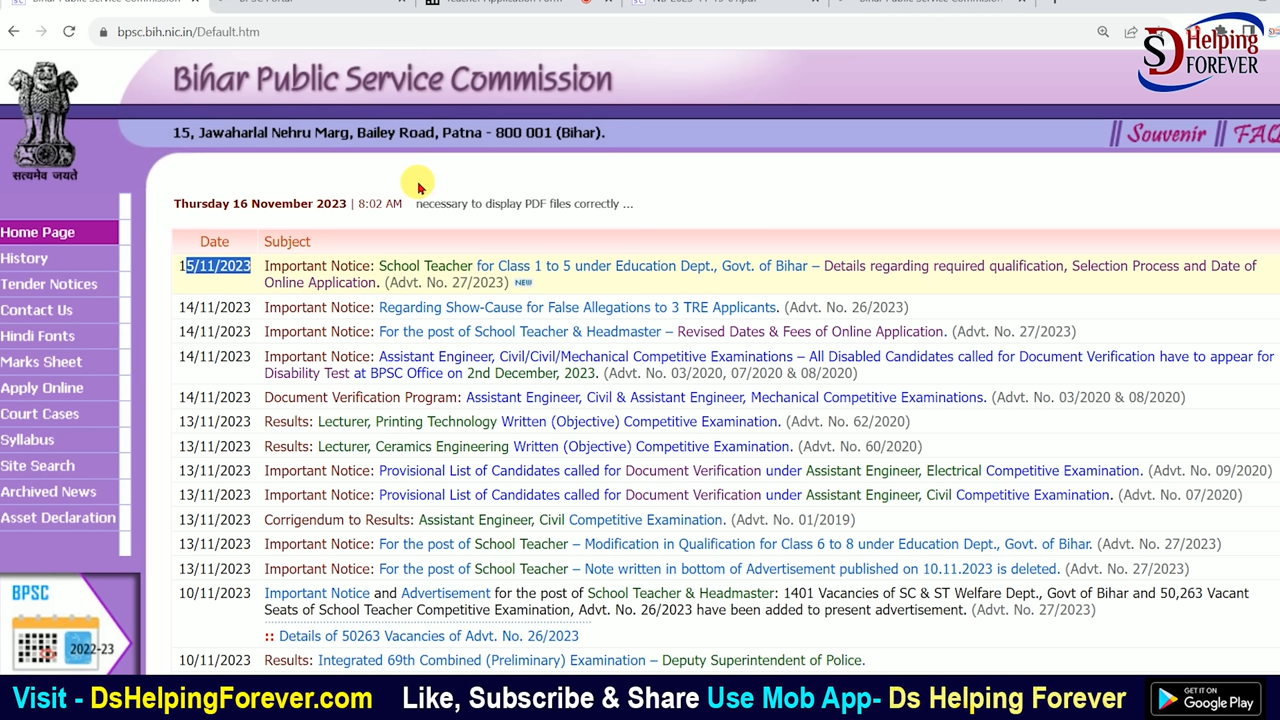 Bihar Public Service Commission
Teacher Application Form
bpsc.bih.nic.in/Default.htm
SD Helping
FOREVER
Bihar Public Service Commission
सत्यमेव जयते
15, Jawaharlal Nehru Marg, Bailey Road, Patna - 800 001 (Bihar).
|| Souvenir || FAQ
Thursday 16 November 2023 | 8:02 AM necessary to display PDF files correctly ...
Home Page
History
Tender Notices
Contact Us
Hindi Fonts
Marks Sheet
Apply Online
Court Cases
Syllabus
Site Search
Archived News
Asset Declaration
BPSC
2022-23
Date Subject
15/11/2023 Important Notice: School Teacher for Class 1 to 5 under Education Dept., Govt. of Bihar – Details regarding required qualification, Selection Process and Date of
Online Application. (Advt. No. 27/2023) NEW
14/11/2023 Important Notice: Regarding Show-Cause for False Allegations to 3 TRE Applicants. (Advt. No. 26/2023)
14/11/2023 Important Notice: For the post of School Teacher & Headmaster – Revised Dates & Fees of Online Application. (Advt. No. 27/2023)
14/11/2023 Important Notice: Assistant Engineer, Civil/Civil/Mechanical Competitive Examinations – All Disabled Candidates called for Document Verification have to appear for
Disability Test at BPSC Office on 2nd December, 2023. (Advt. No. 03/2020, 07/2020 & 08/2020)
14/11/2023 Document Verification Program: Assistant Engineer, Civil & Assistant Engineer, Mechanical Competitive Examinations. (Advt. No. 03/2020 & 08/2020)
13/11/2023 Results: Lecturer, Printing Technology Written (Objective) Competitive Examination. (Advt. No. 62/2020)
13/11/2023 Results: Lecturer, Ceramics Engineering Written (Objective) Competitive Examination. (Advt. No. 60/2020)
13/11/2023 Important Notice: Provisional List of Candidates called for Document Verification under Assistant Engineer, Electrical Competitive Examination. (Advt. No. 09/2020)
13/11/2023 Important Notice: Provisional List of Candidates called for Document Verification under Assistant Engineer, Civil Competitive Examination. (Advt. No. 07/2020)
13/11/2023 Corrigendum to Results: Assistant Engineer, Civil Competitive Examination. (Advt. No. 01/2019)
13/11/2023 Important Notice: For the post of School Teacher – Modification in Qualification for Class 6 to 8 under Education Dept., Govt. of Bihar. (Advt. No. 27/2023)
13/11/2023 Important Notice: For the post of School Teacher – Note written in bottom of Advertisement published on 10.11.2023 is deleted. (Advt. No. 27/2023)
10/11/2023 Important Notice and Advertisement for the post of School Teacher & Headmaster: 1401 Vacancies of SC & ST Welfare Dept., Govt of Bihar and 50,263 Vacant
Seats of School Teacher Competitive Examination, Advt. No. 26/2023 have been added to present advertisement. (Advt. No. 27/2023)
:: Details of 50263 Vacancies of Advt. No. 26/2023
10/11/2023 Results: Integrated 69th Combined (Preliminary) Examination – Deputy Superintendent of Police.
Visit - DsHelpingForever.com Like, Subscribe & Share Use Mob App- Ds Helping Forever
GET IT ON
Google Play